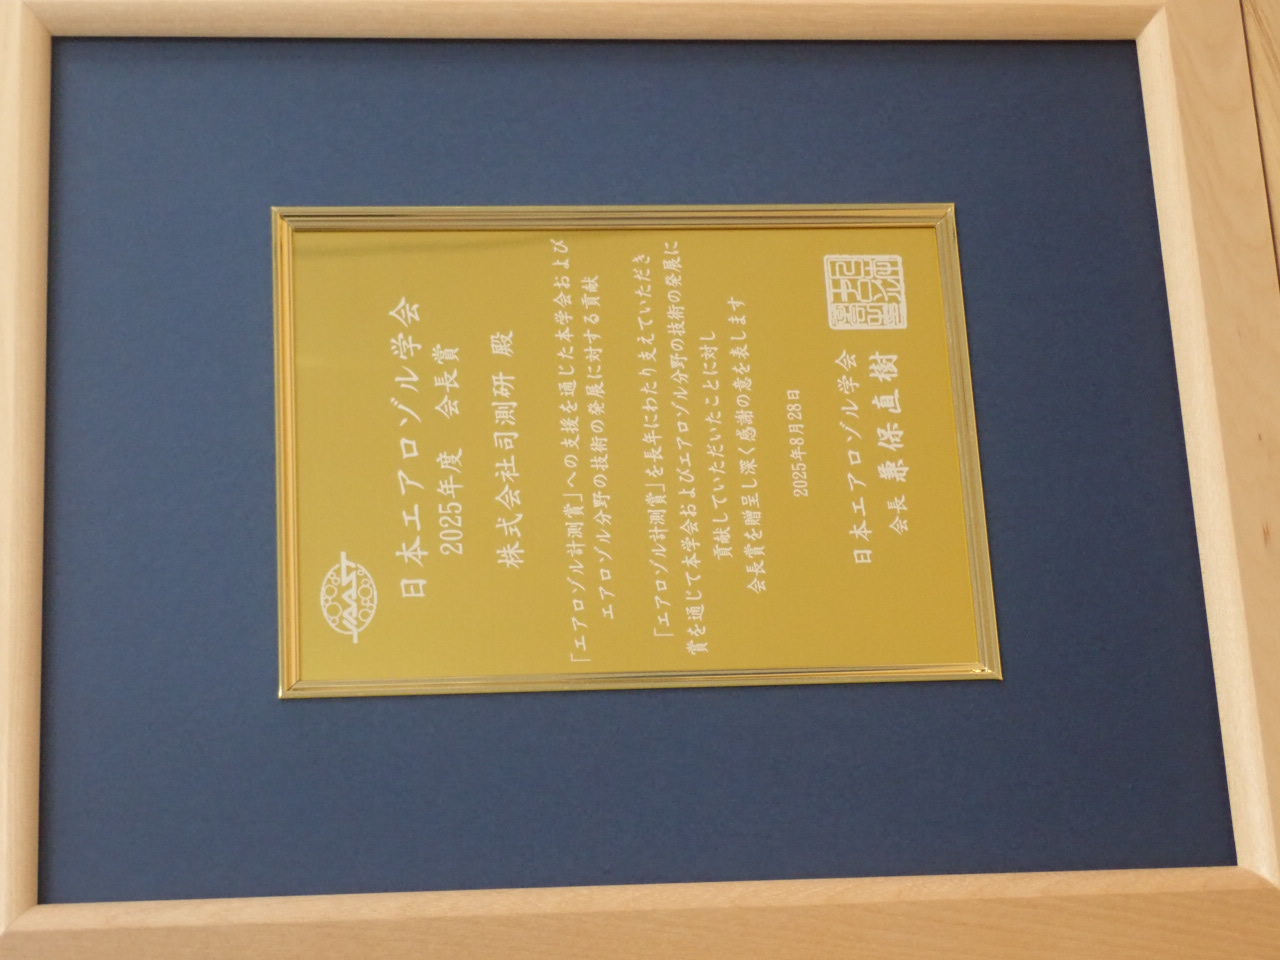 JAAST
日本エアロゾル学会
2025年度 会長賞
株式会社司測研 殿
「エアロゾル計測賞」への支援を通じた本学会および
エアロゾル分野の技術の発展に対する貢献
「エアロゾル計測賞」を長年にわたり支えていただき
賞を通じて本学会およびエアロゾル分野の技術の発展に
貢献していただいたことに対し
会長賞を贈呈し深く感謝の意を表します
2025年8月28日
日本エアロゾル学会
会長 兼保直樹